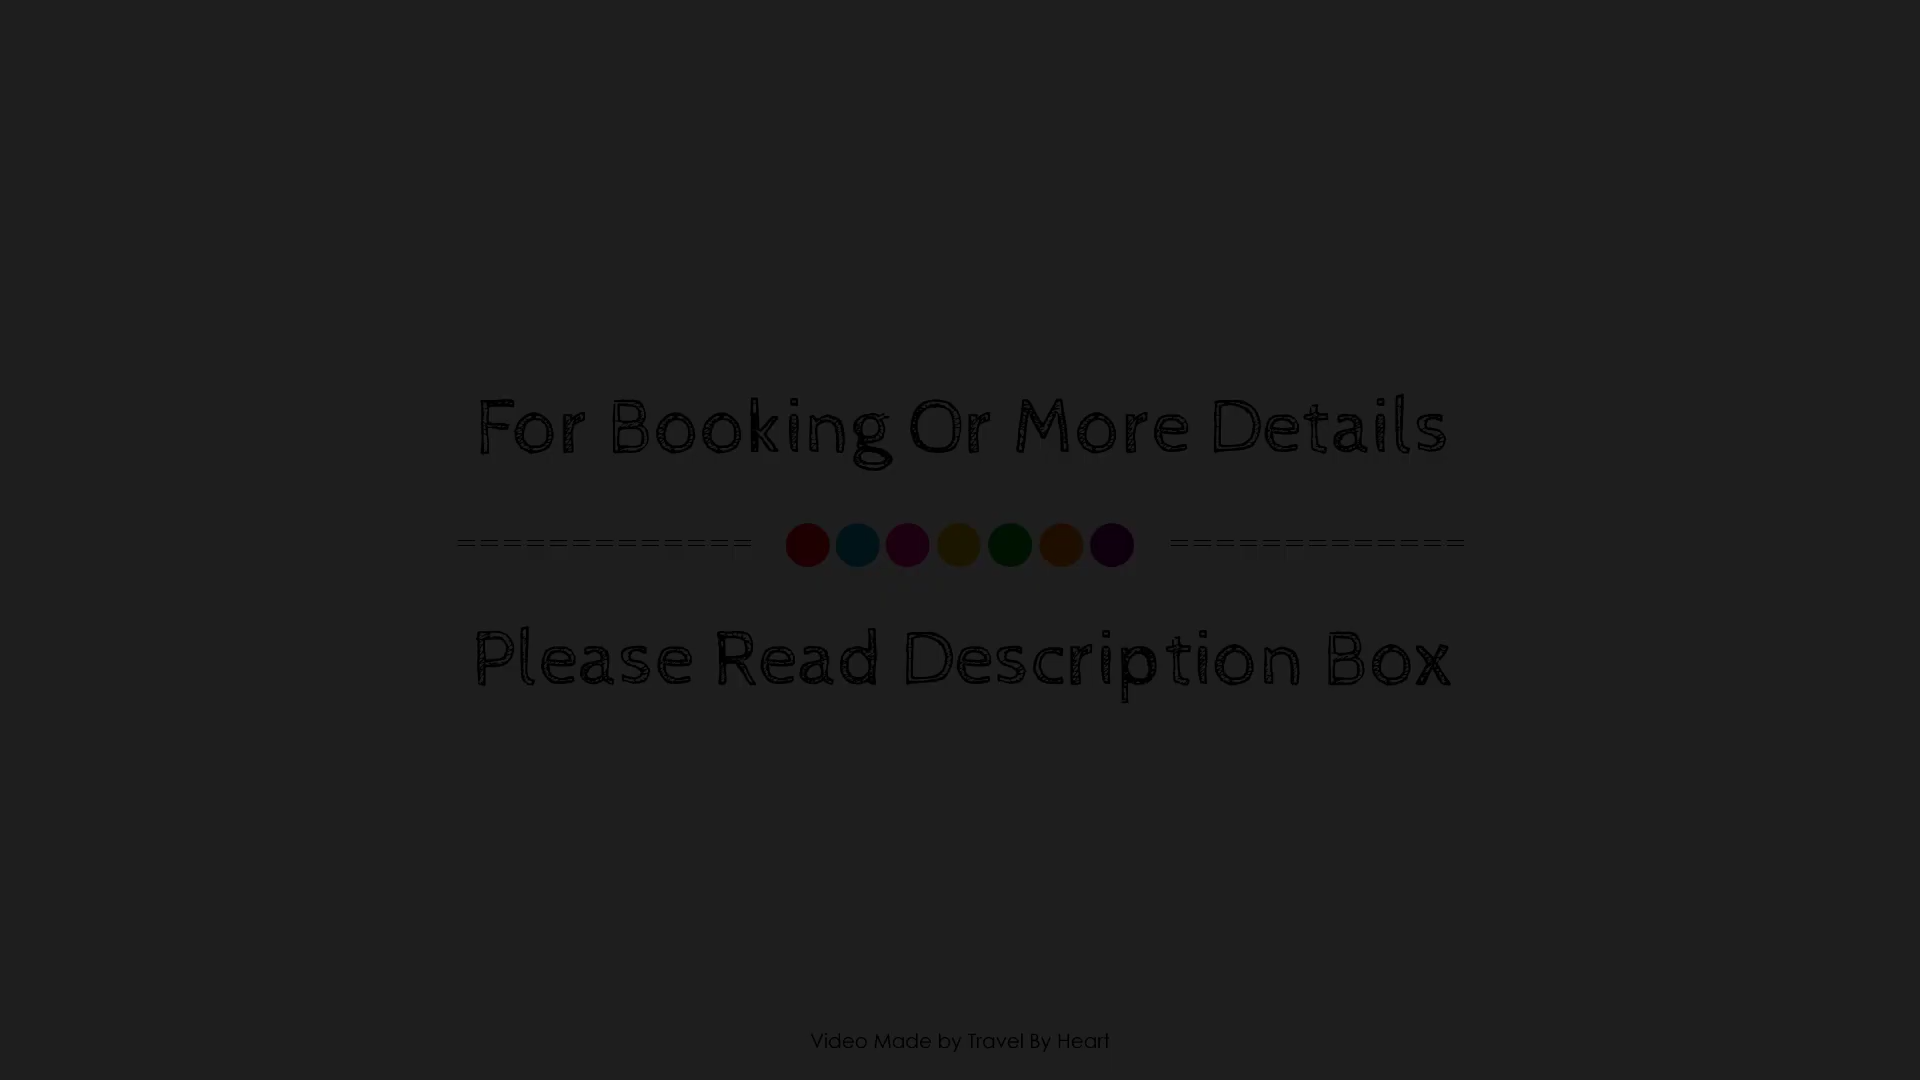 For Booking Or More Details
============= =============
Please Read Description Box
Video Made by Travel By Heart